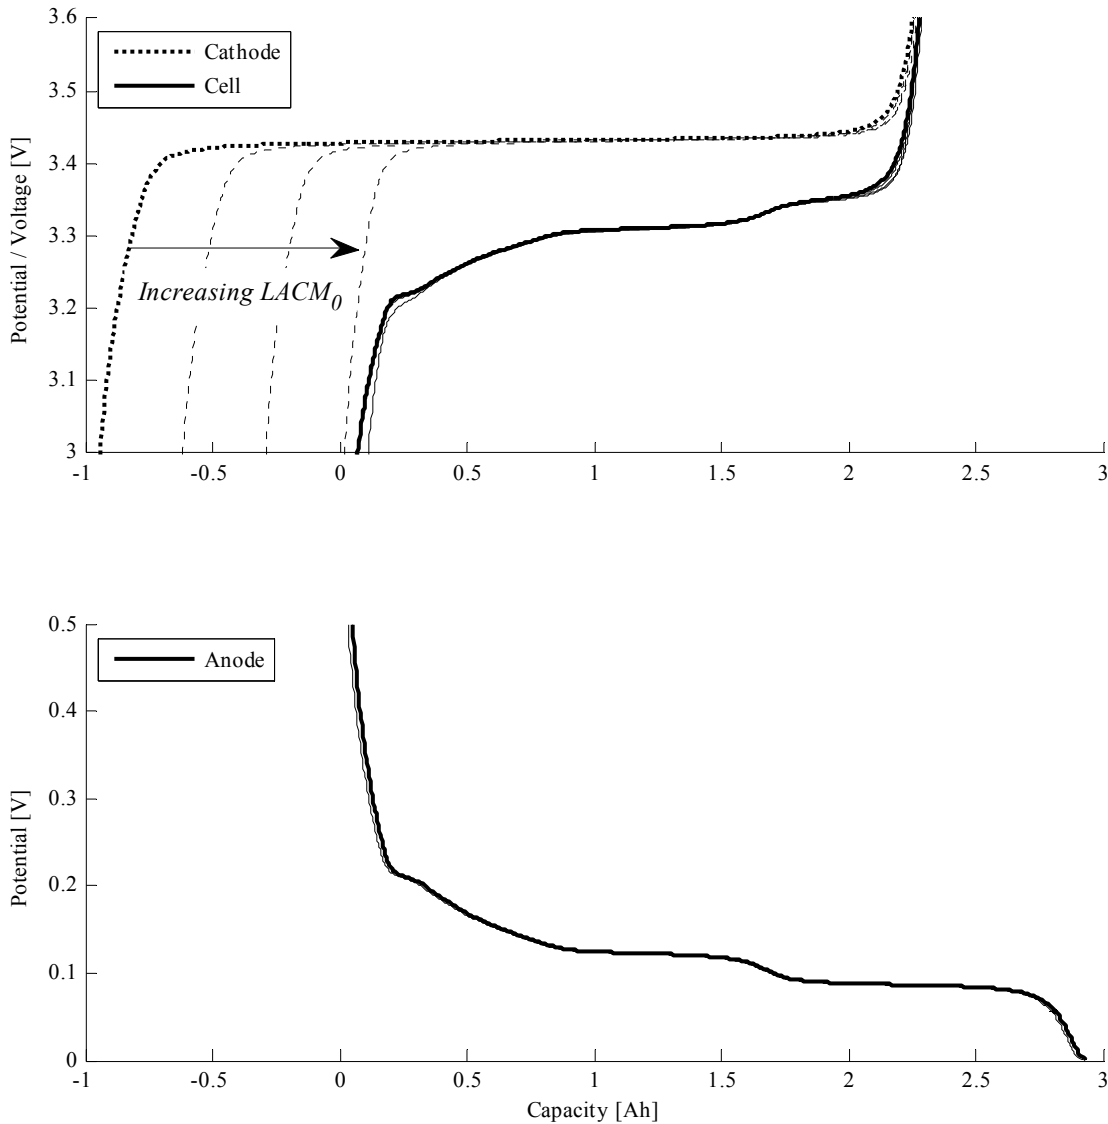 3.6
Cathode
Cell
3.5
3.4
3.3
Increasing LACM0
3.2
3.1
3
Potential / Voltage [V]
-1 -0.5 0 0.5 1 1.5 2 2.5 3
0.5
Anode
0.4
0.3
0.2
0.1
0
Potential [V]
-1 -0.5 0 0.5 1 1.5 2 2.5 3
Capacity [Ah]